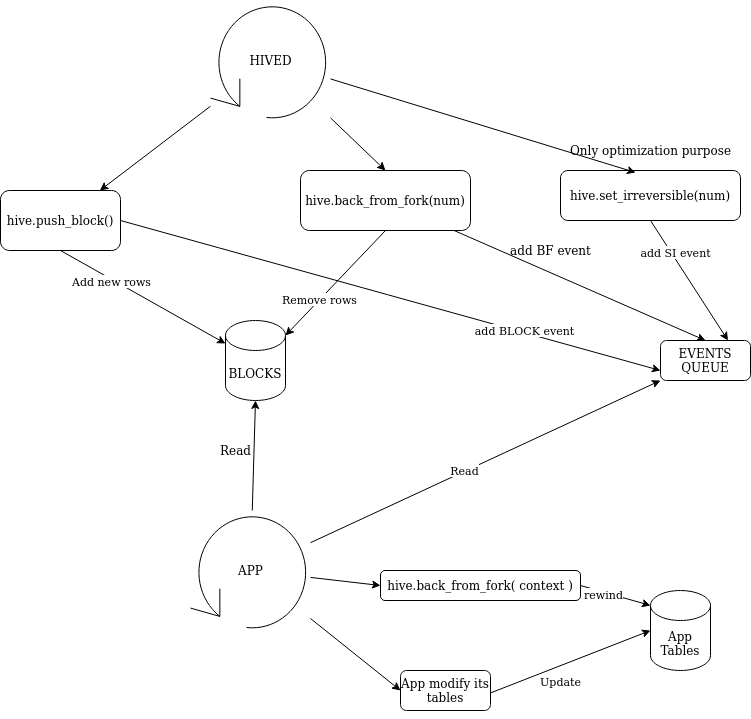 HIVED
Only optimization purpose
hive.push_block()
hive.back_from_fork(num)
hive.set_irreversible(num)
add BF event
add SI event
Add new rows
Remove rows
add BLOCK event
BLOCKS
EVENTS
QUEUE
Read
Read
APP
hive.back_from_fork( context )
rewind
App
Tables
App modify its
tables
Update